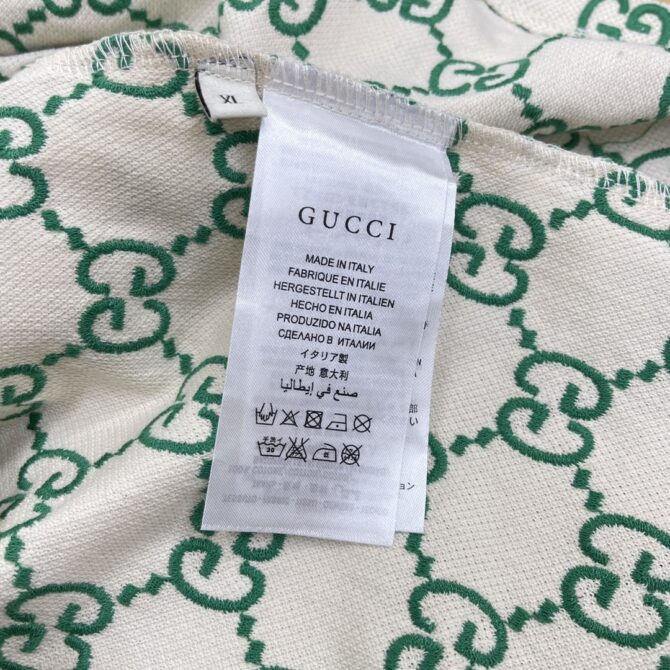 XL
GUCCI
MADE IN ITALY
FABRIQUE EN ITALIE
HERGESTELLT IN ITALIEN
HECHO EN ITALIA
PRODUZIDO NA ITALIA
СДЕЛАНО В ИТАЛИИ
イタリア製
产地 意大利
صنع في إيطاليا